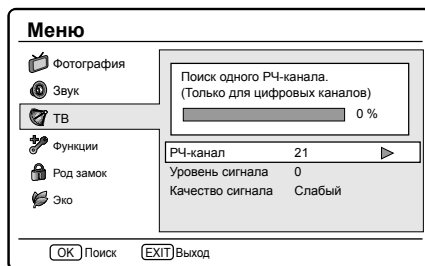 Меню
Фотография
Звук
ТВ
Функции
Род замок
Эко
Поиск одного РЧ-канала.
(Только для цифровых каналов)
0 %
РЧ-канал 21
Уровень сигнала 0
Качество сигнала Слабый
OK Поиск EXIT Выход